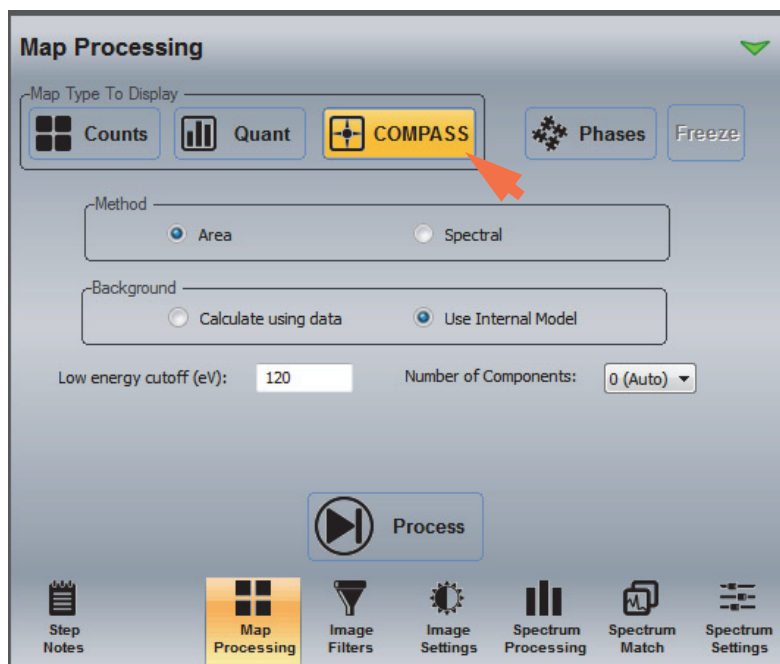 Map Processing
Map Type To Display
Counts Quant COMPASS Phases Freeze
Method
Area Spectral
Background
Calculate using data Use Internal Model
Low energy cutoff (eV): 120 Number of Components: 0 (Auto)
Process
Step Notes
Map Processing
Image Filters
Image Settings
Spectrum Processing
Spectrum Match
Spectrum Settings